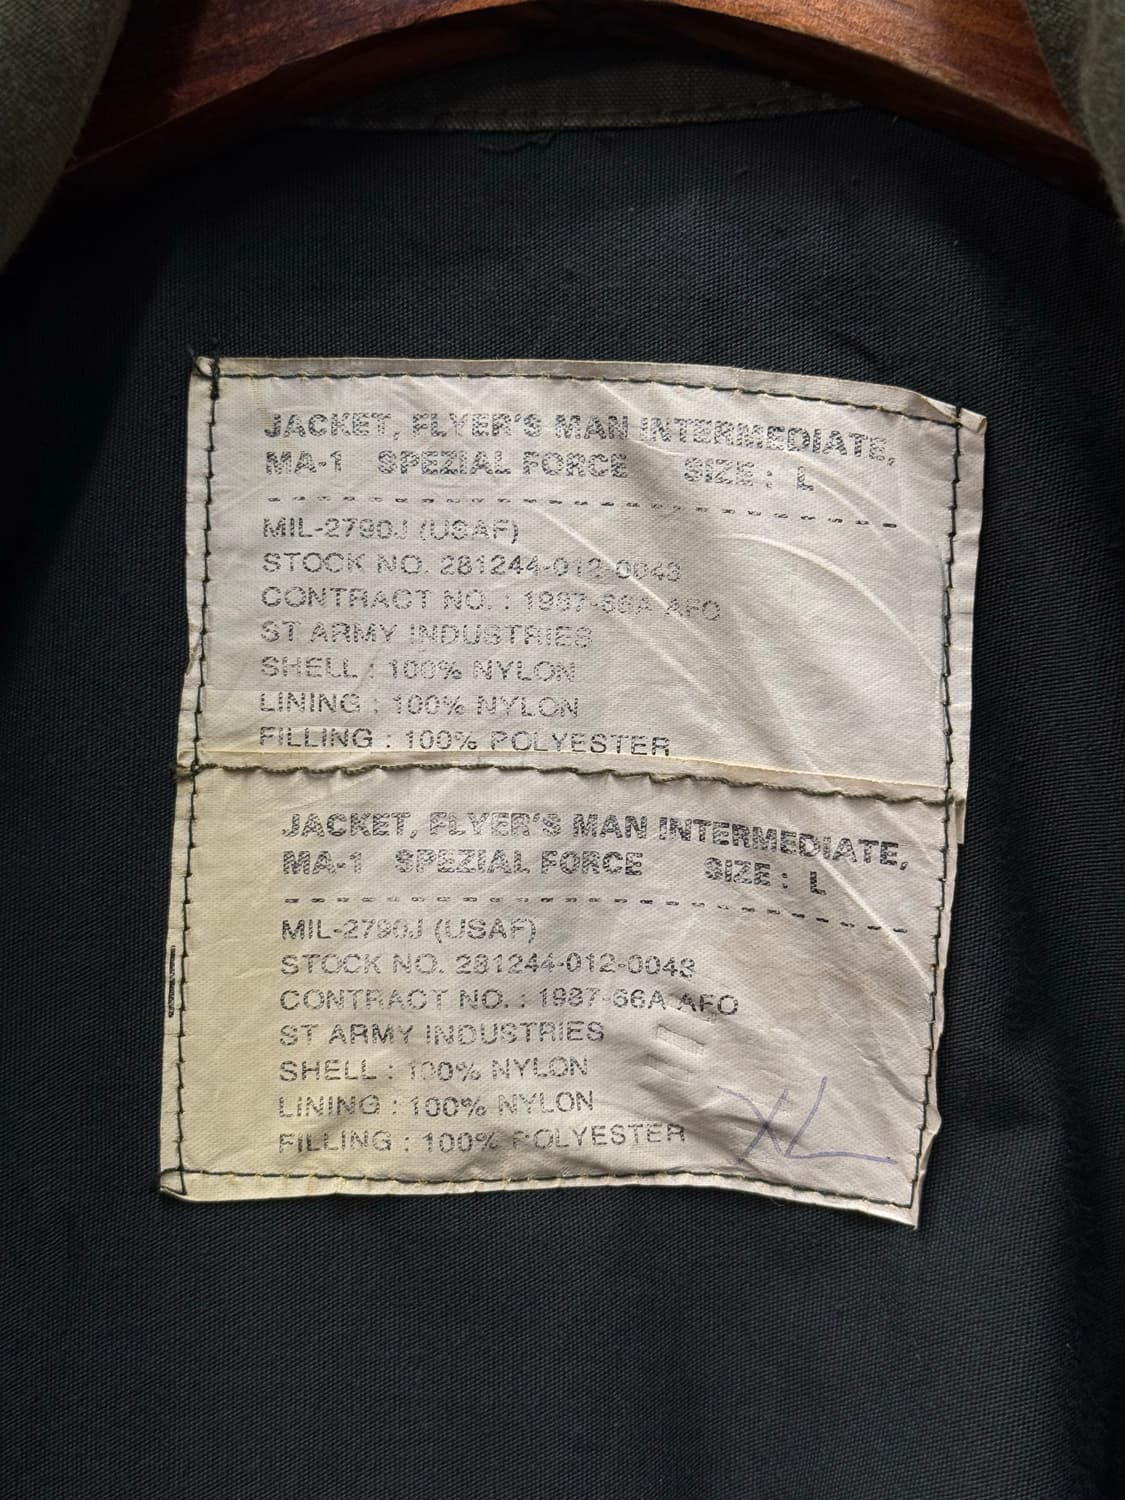 JACKET, FLYER'S MAN INTERMEDIATE,
MA-1 SPEZIAL FORCE SIZE : L
MIL-2790J (USAF)
STOCK NO. 281244-012-0043
CONTRACT NO. : 1987-66A AFO
ST ARMY INDUSTRIES
SHELL : 100% NYLON
LINING : 100% NYLON
FILLING : 100% POLYESTER
JACKET, FLYER'S MAN INTERMEDIATE,
MA-1 SPEZIAL FORCE SIZE : L
MIL-2790J (USAF)
STOCK NO. 281244-012-0043
CONTRACT NO. : 1987-66A AFO
ST ARMY INDUSTRIES
SHELL : 100% NYLON
LINING : 100% NYLON
FILLING : 100% POLYESTER
XL